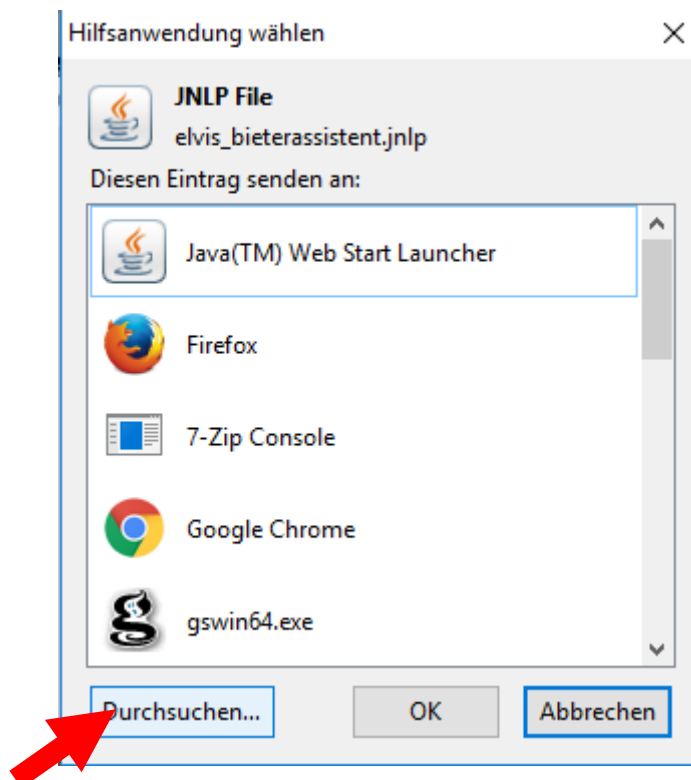 Hilfsanwendung wählen
JNLP File
elvis_bieterassistent.jnlp
Diesen Eintrag senden an:
Java(TM) Web Start Launcher
Firefox
7-Zip Console
Google Chrome
gswin64.exe
Durchsuchen... OK Abbrechen